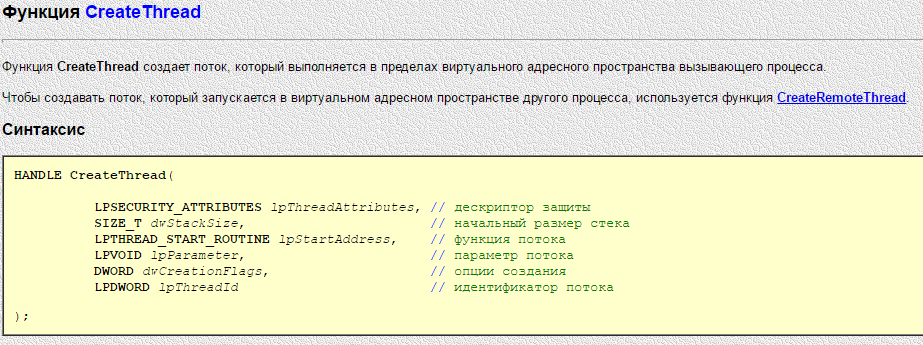 Функция CreateThread
Функция CreateThread создает поток, который выполняется в пределах виртуального адресного пространства вызывающего процесса.
Чтобы создавать поток, который запускается в виртуальном адресном пространстве другого процесса, используется функция CreateRemoteThread.
Синтаксис
HANDLE CreateThread(
LPSECURITY_ATTRIBUTES lpThreadAttributes, // дескриптор защиты
SIZE_T dwStackSize, // начальный размер стека
LPTHREAD_START_ROUTINE lpStartAddress, // функция потока
LPVOID lpParameter, // параметр потока
DWORD dwCreationFlags, // опции создания
LPDWORD lpThreadId // идентификатор потока
);